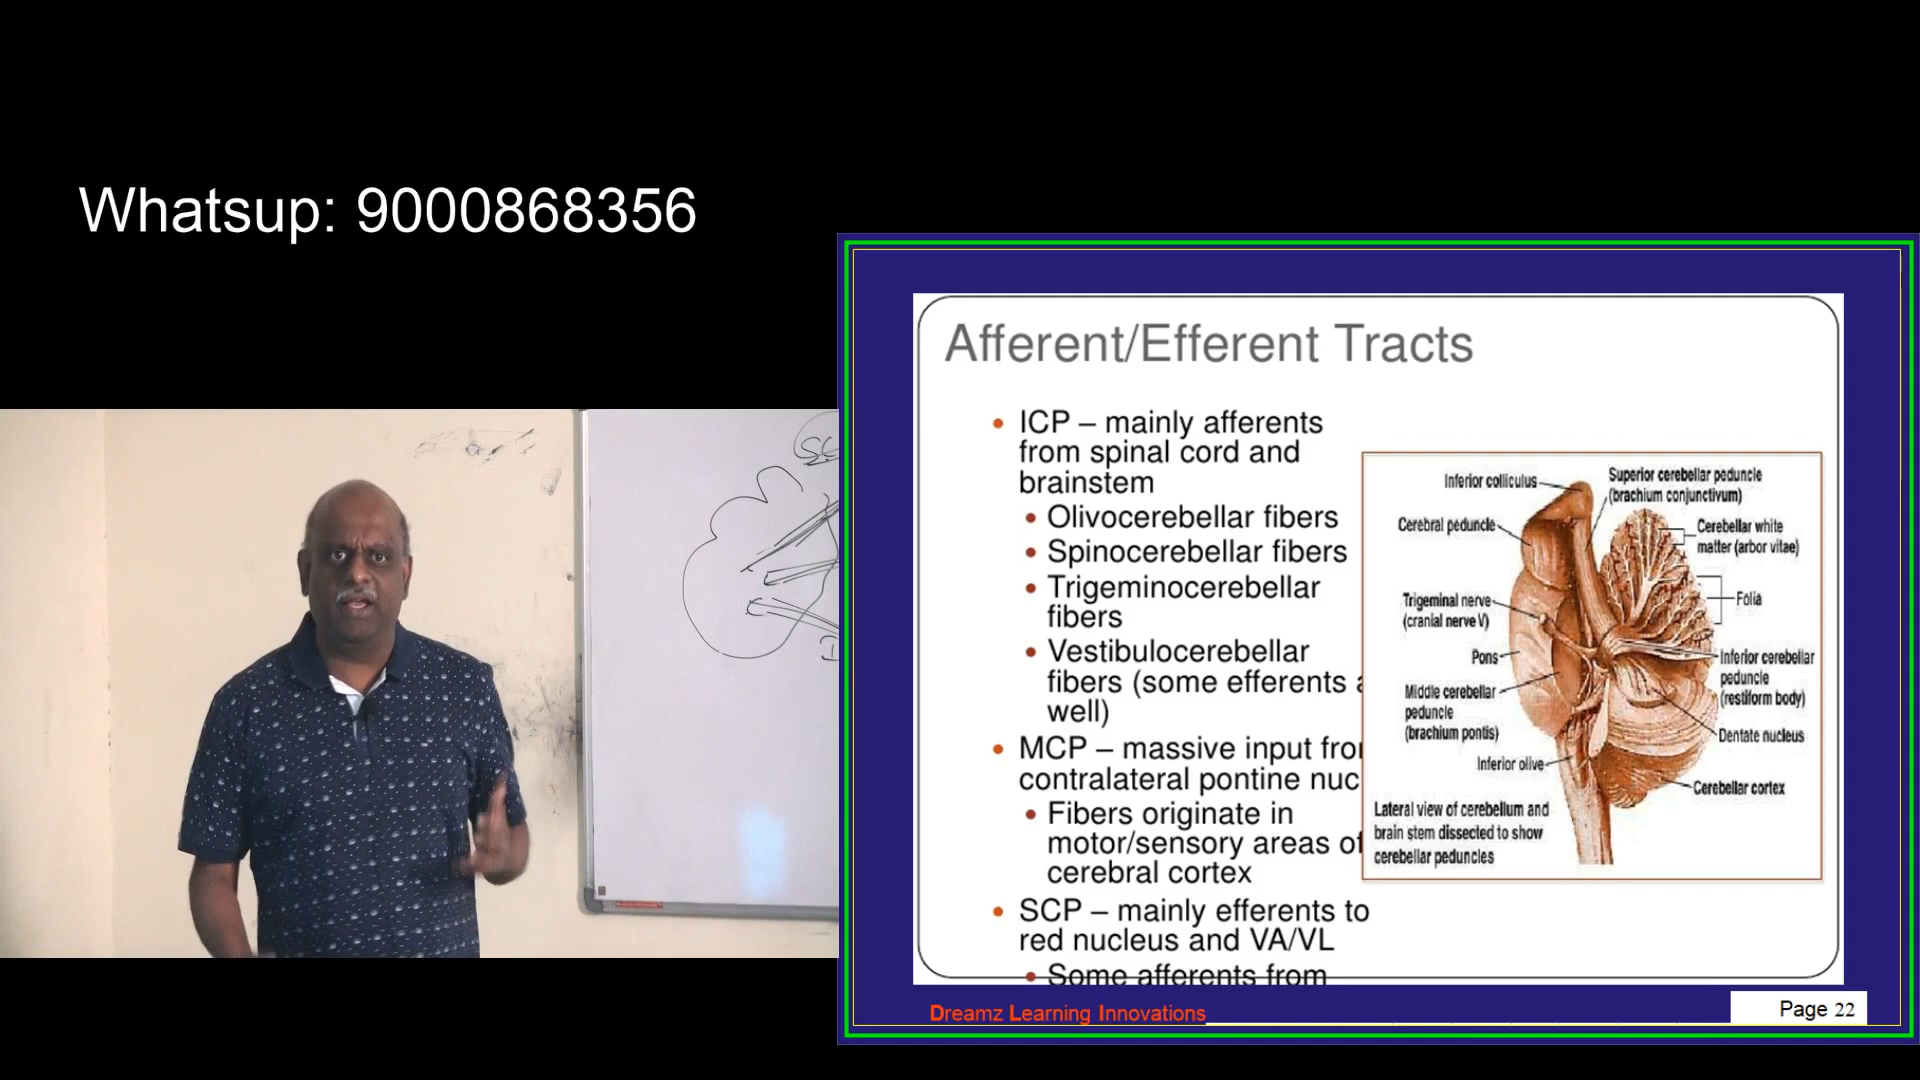 Whatsup: 9000868356
Afferent/Efferent Tracts
• ICP – mainly afferents
from spinal cord and
brainstem
• Olivocerebellar fibers
• Spinocerebellar fibers
• Trigeminocerebellar
fibers
• Vestibulocerebellar
fibers (some efferents
well)
• MCP – massive input
contralateral pontine
• Fibers originate in
motor/sensory areas of
cerebral cortex
• SCP – mainly efferents to
red nucleus and VA/VL
• Some afferents from
Inferior colliculus
Superior cerebellar peduncle
(brachium conjunctivum)
Cerebral peduncle
Cerebellar white
matter (arbor vitae)
Trigeminal nerve
(cranial nerve V)
Folia
Pons
Inferior cerebellar
peduncle
(restiform body)
Middle cerebellar
peduncle
(brachium pontis)
Dentate nucleus
Inferior olive
Cerebellar cortex
Lateral view of cerebellum and
brain stem dissected to show
cerebellar peduncles
Dreamz Learning Innovations
Page 22